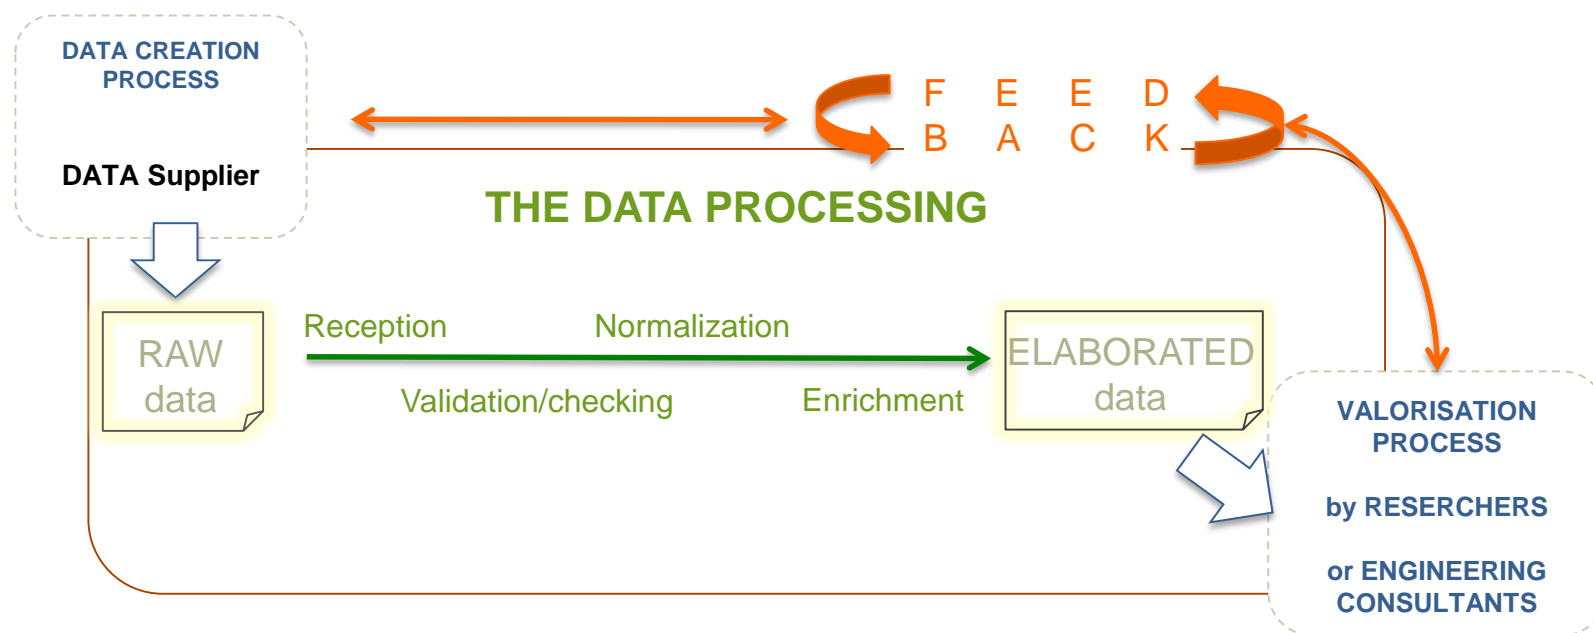 DATA CREATION
PROCESS
DATA Supplier
F E E D
B A C K
THE DATA PROCESSING
RAW
data
Reception
Normalization
Validation/checking
Enrichment
ELABORATED
data
VALORISATION
PROCESS
by RESERCHERS
or ENGINEERING
CONSULTANTS